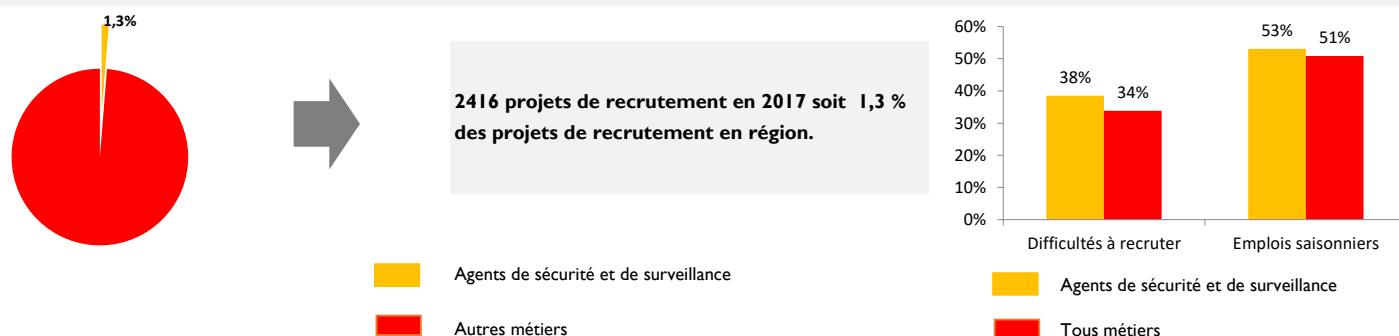 1,3%
2416 projets de recrutement en 2017 soit 1,3 %
des projets de recrutement en région.
Agents de sécurité et de surveillance
Autres métiers
60%
50%
40%
30%
20%
10%
0%
38%
34%
53%
51%
Difficultés à recruter
Emplois saisonniers
Agents de sécurité et de surveillance
Tous métiers